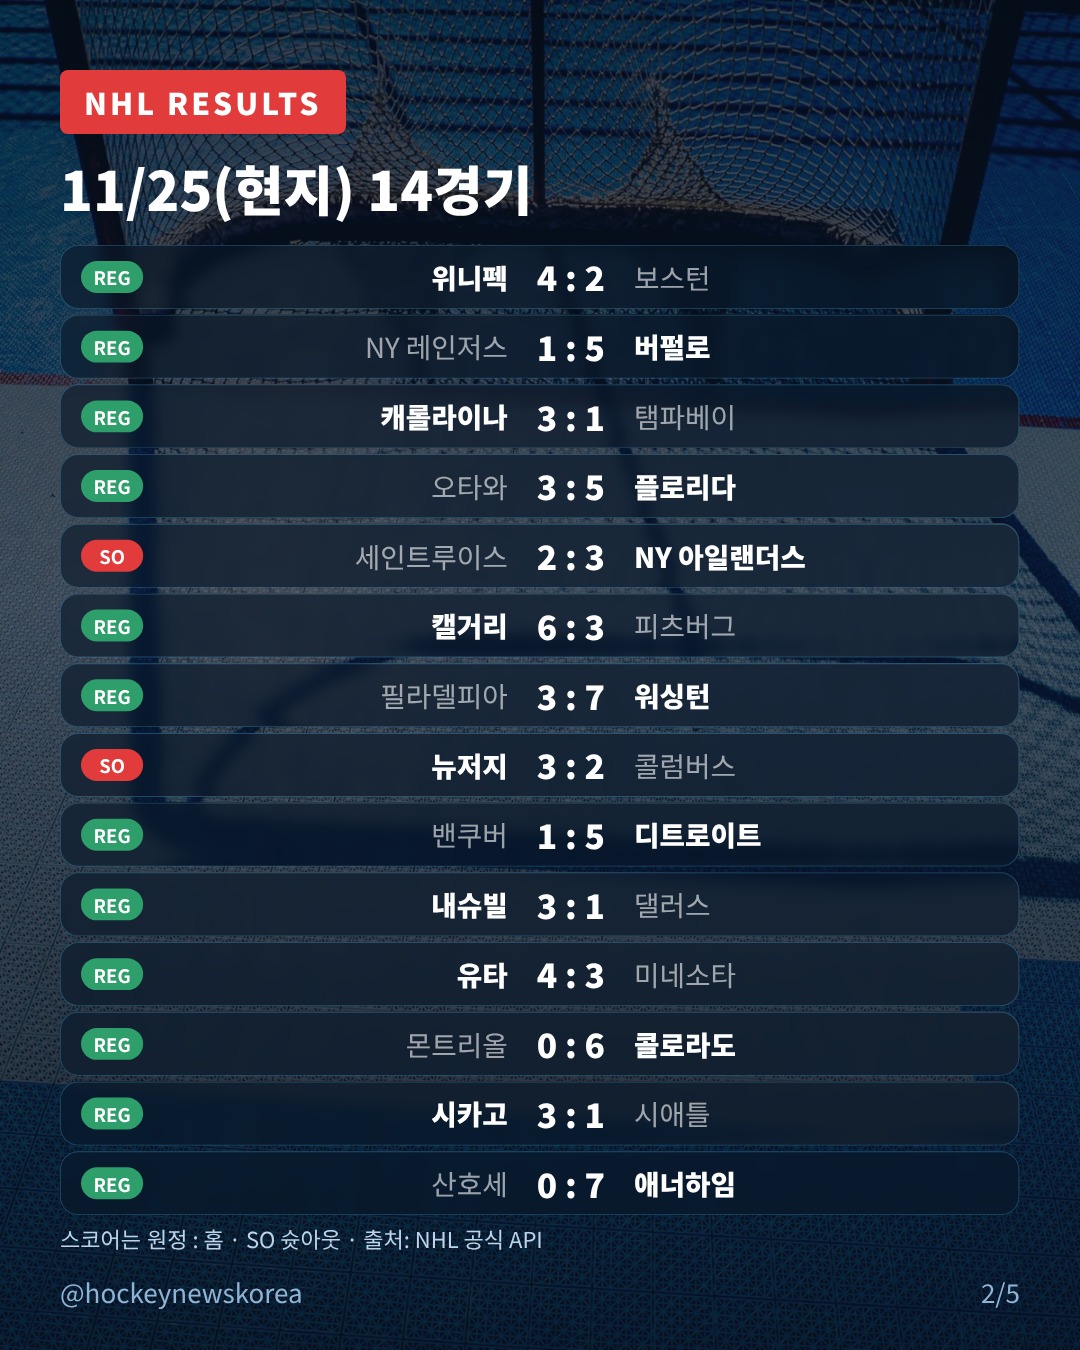 NHL RESULTS
11/25(현지) 14경기
REG 위니펙 4 : 2 보스턴
REG NY 레인저스 1 : 5 버펄로
REG 캐롤라이나 3 : 1 탬파베이
REG 오타와 3 : 5 플로리다
SO 세인트루이스 2 : 3 NY 아일랜더스
REG 캘거리 6 : 3 피츠버그
REG 필라델피아 3 : 7 워싱턴
SO 뉴저지 3 : 2 콜럼버스
REG 밴쿠버 1 : 5 디트로이트
REG 내슈빌 3 : 1 댈러스
REG 유타 4 : 3 미네소타
REG 몬트리올 0 : 6 콜로라도
REG 시카고 3 : 1 시애틀
REG 산호세 0 : 7 애너하임
스코어는 원정 : 홈 · SO 슛아웃 · 출처: NHL 공식 API
@hockeynewskorea 2/5